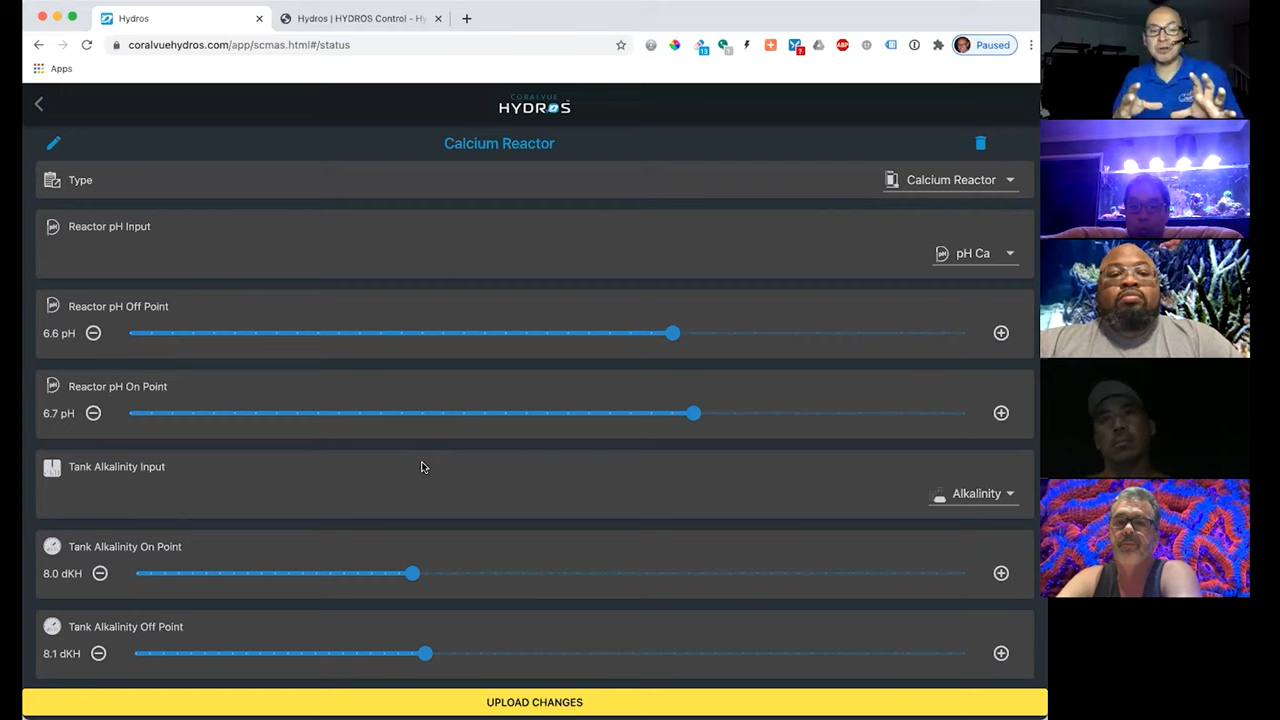 Hydros
Hydros | HYDROS Control - Hy
coralvuehydros.com/app/scmas.html#/status
13
7
ABP
Paused
Apps
CORALVUE
HYDROS
Calcium Reactor
Type
Calcium Reactor
Reactor pH Input
pH Ca
Reactor pH Off Point
6.6 pH
Reactor pH On Point
6.7 pH
Tank Alkalinity Input
Alkalinity
Tank Alkalinity On Point
8.0 dKH
Tank Alkalinity Off Point
8.1 dKH
UPLOAD CHANGES